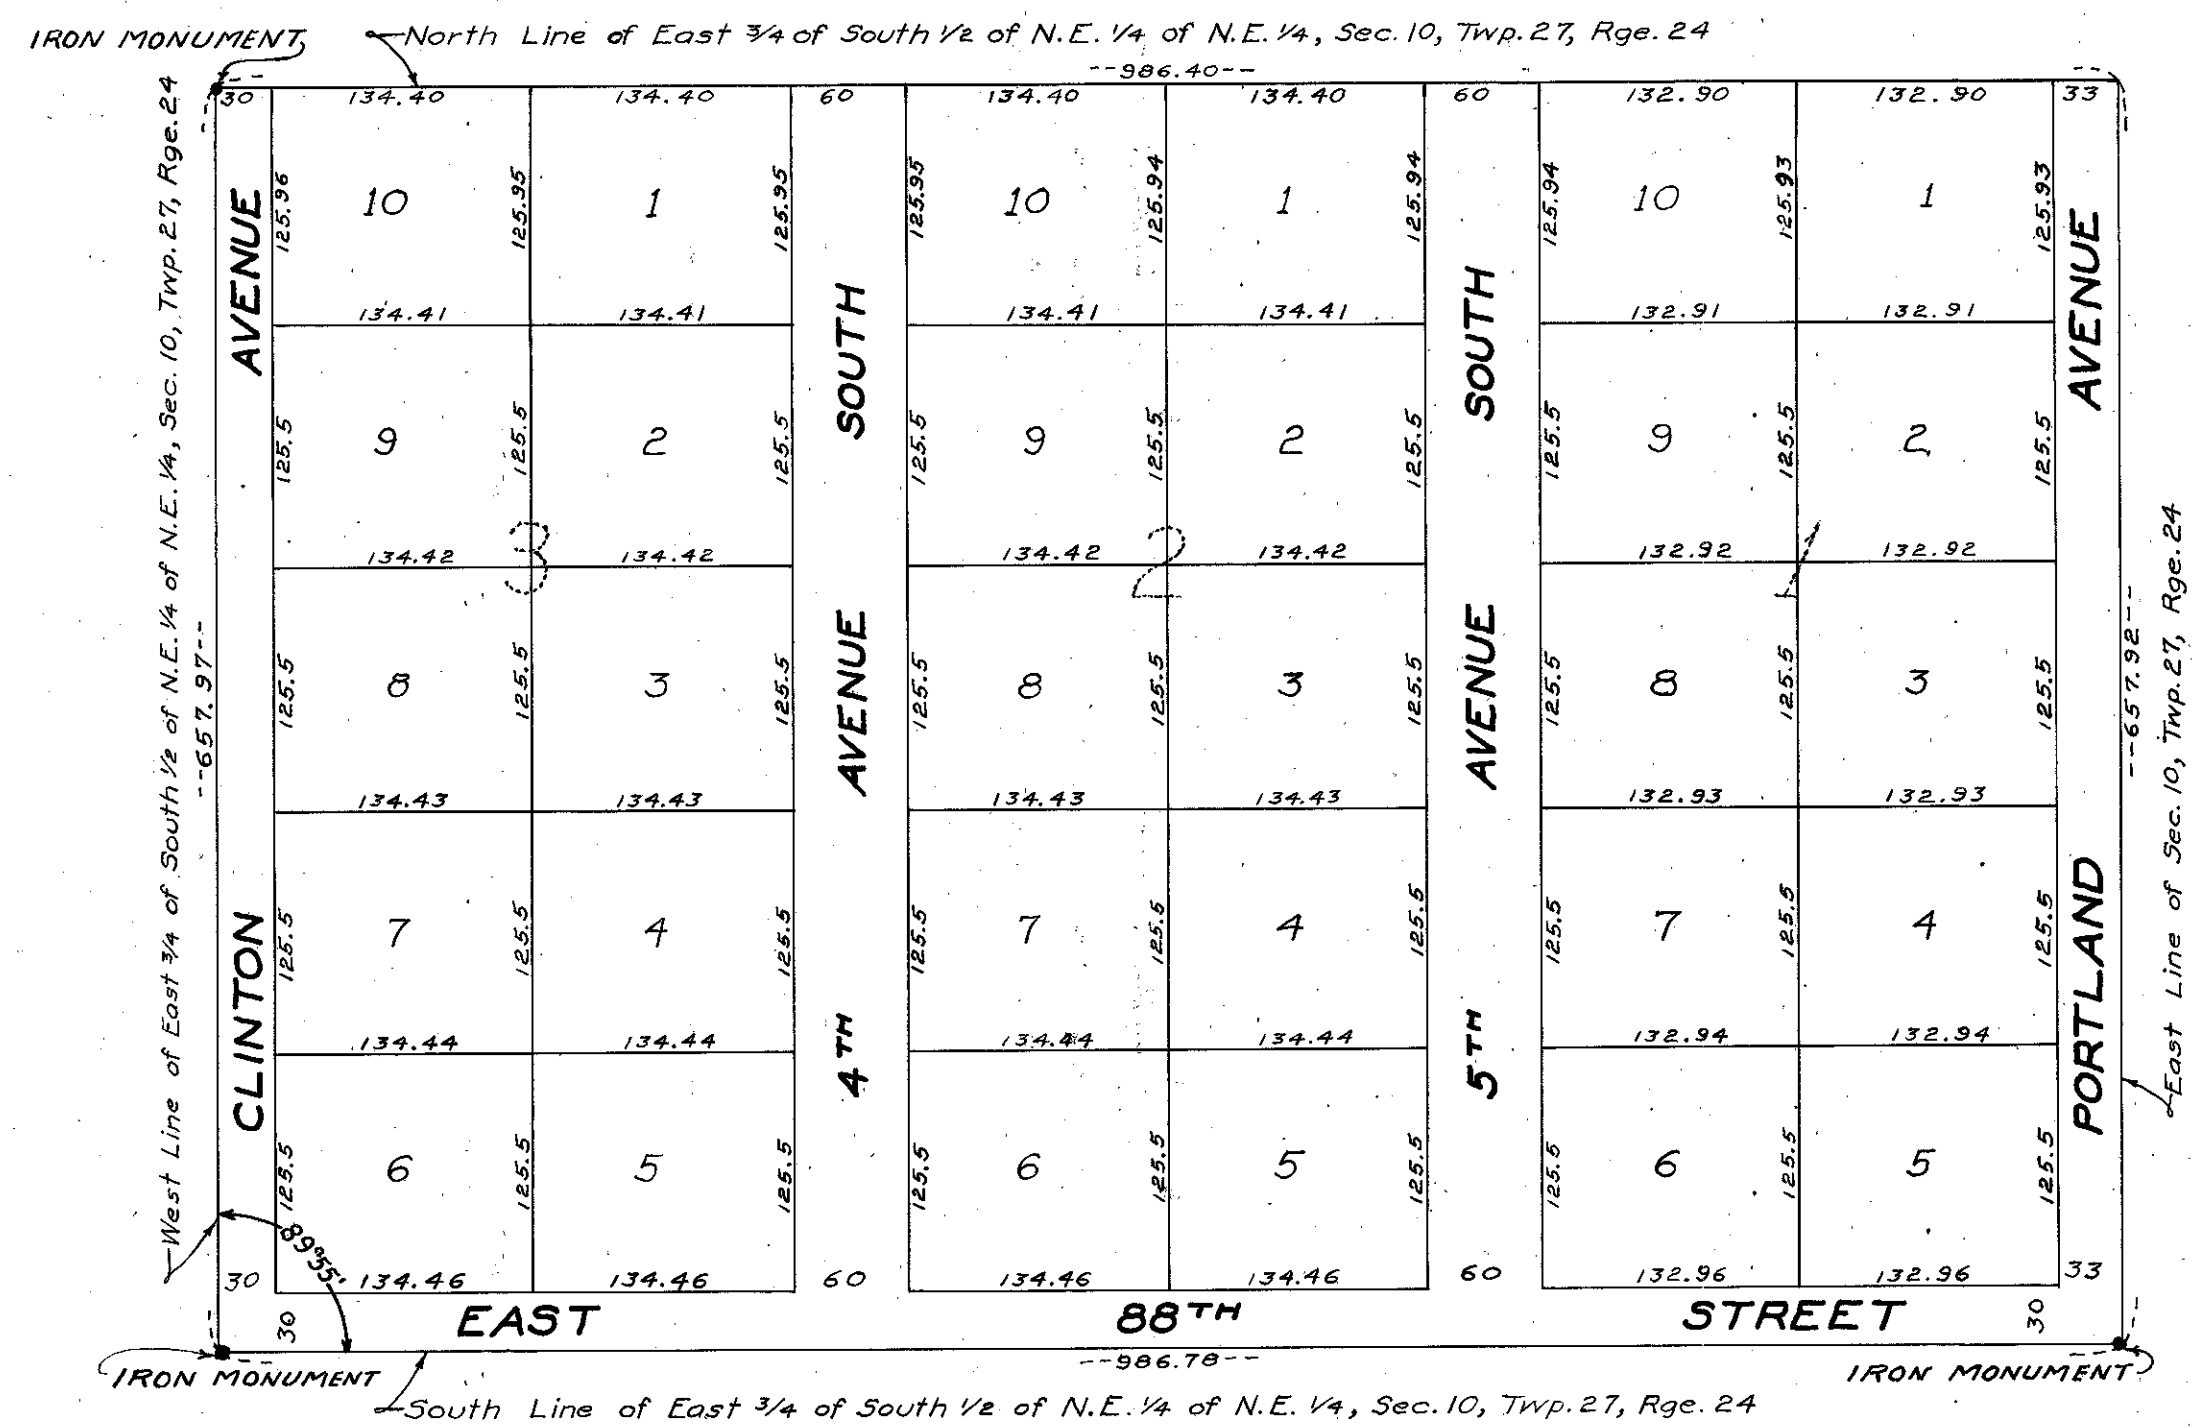 IRON MONUMENT
North Line of East 3/4 of South 1/2 of N.E. 1/4 of N.E. 1/4, Sec. 10, Twp. 27, Rge. 24
--986.40--
30 134.40 134.40 60 134.40 134.40 60 132.90 132.90 33
125.96 10 125.95 1 125.95 125.95 10 125.94 1 125.94 125.94 10 125.93 1 125.93
134.41 134.41 134.41 134.41 132.91 132.91
125.5 9 125.5 2 125.5 125.5 9 125.5 2 125.5 125.5 9 125.5 2 125.5
134.42 134.42 134.42 134.42 132.92 132.92
3 2 1
125.5 8 125.5 3 125.5 125.5 8 125.5 3 125.5 125.5 8 125.5 3 125.5
134.43 134.43 134.43 134.43 132.93 132.93
125.5 7 125.5 4 125.5 125.5 7 125.5 4 125.5 125.5 7 125.5 4 125.5
134.44 134.44 134.44 134.44 132.94 132.94
125.5 6 125.5 5 125.5 125.5 6 125.5 5 125.5 125.5 6 125.5 5 125.5
30 134.46 134.46 60 134.46 134.46 60 132.96 132.96 33
West Line of East 3/4 of South 1/2 of N.E. 1/4 of N.E. 1/4, Sec. 10, Twp. 27, Rge. 24
--657.97--
CLINTON AVENUE
4TH AVENUE SOUTH
5TH AVENUE SOUTH
PORTLAND AVENUE
--657.92--
East Line of Sec. 10, Twp. 27, Rge. 24
89°55'
30 EAST 88TH STREET 30
--986.78--
IRON MONUMENT
IRON MONUMENT
South Line of East 3/4 of South 1/2 of N.E. 1/4 of N.E. 1/4, Sec. 10, Twp. 27, Rge. 24